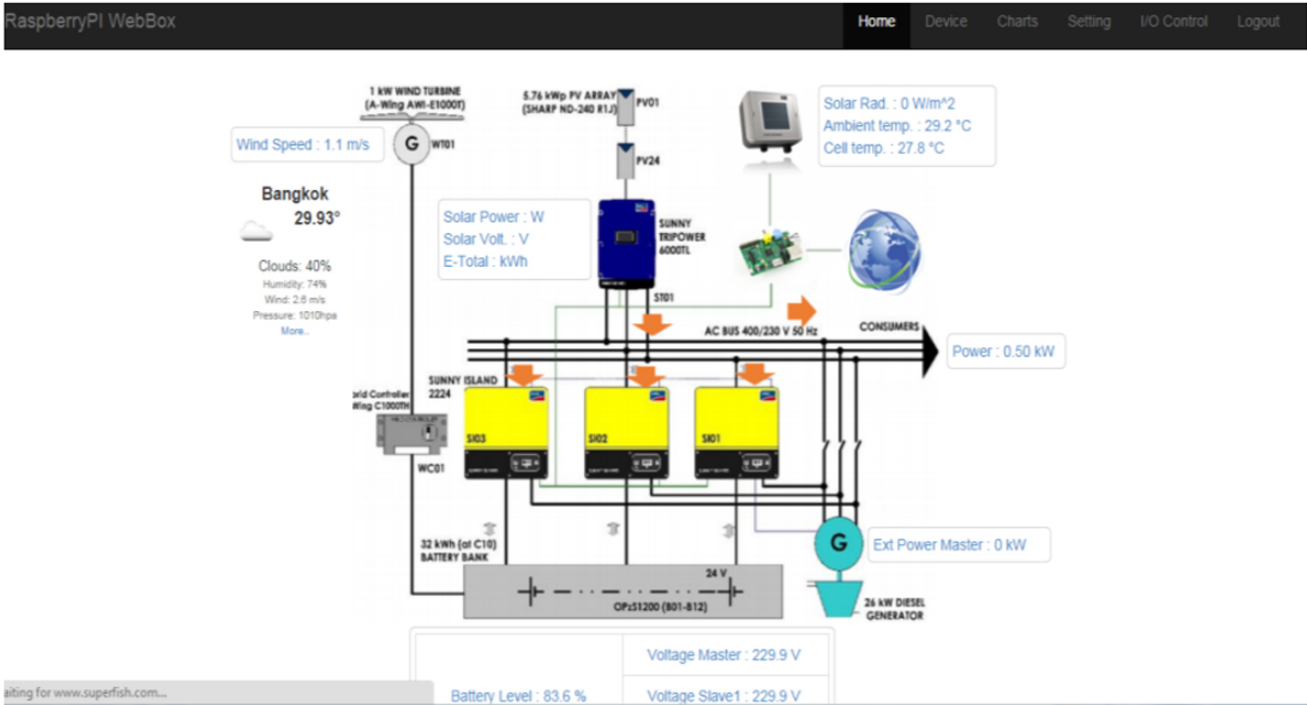 RaspberryPI WebBox
Home Device Charts Setting I/O Control Logout
1 kW WIND TURBINE
(A-Wing AWI-E1000T)
5.76 kWp PV ARRAY
(SHARP ND-240 R1J)
PV01
Solar Rad. : 0 W/m^2
Ambient temp. : 29.2 °C
Cell temp. : 27.8 °C
Wind Speed : 1.1 m/s
G
WT01
PV24
Bangkok
29.93°
Clouds: 40%
Humidity: 74%
Wind: 2.6 m/s
Pressure: 1010hpa
More..
Solar Power : W
Solar Volt. : V
E-Total : kWh
SUNNY
TRIPOWER
6000TL
ST01
AC BUS 400/230 V 50 Hz
CONSUMERS
Power : 0.50 kW
SUNNY ISLAND
2224
orid Controller
Wing C1000TH
WC01
SI03
SI02
SI01
32 kWh (at C10)
BATTERY BANK
24 V
OPzS1200 (B01-B12)
G
Ext Power Master : 0 kW
26 kW DIESEL
GENERATOR
Voltage Master : 229.9 V
Battery Level : 83.6 %
Voltage Slave1 : 229.9 V
aiting for www.superfish.com...